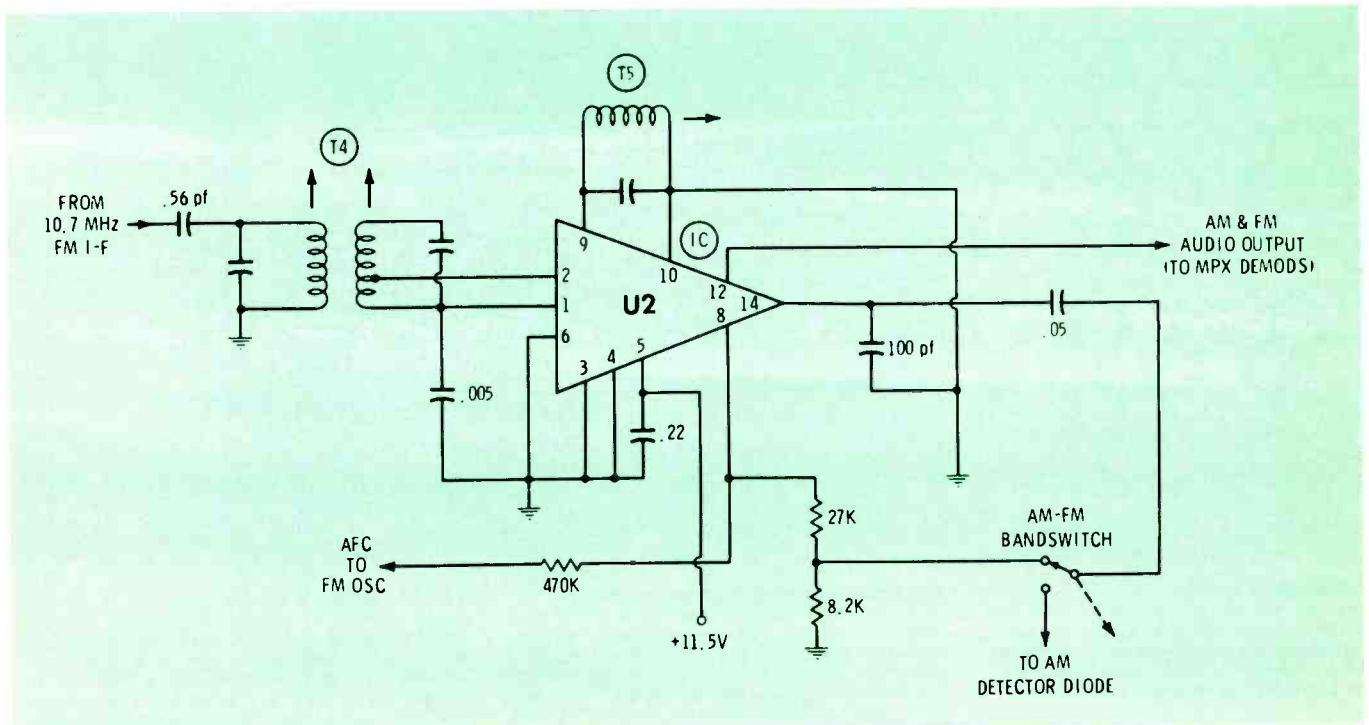 T5
T4
FROM
10.7 MHz
FM I-F
.56 pf
9
10
IC
2
1
6
U2
12
14
8
3
4
5
AM & FM
AUDIO OUTPUT
(TO MPX DEMODS)
.005
.22
100 pf
.05
27K
8.2K
AFC
TO
FM OSC
470K
+11.5V
AM-FM
BANDSWITCH
TO AM
DETECTOR DIODE